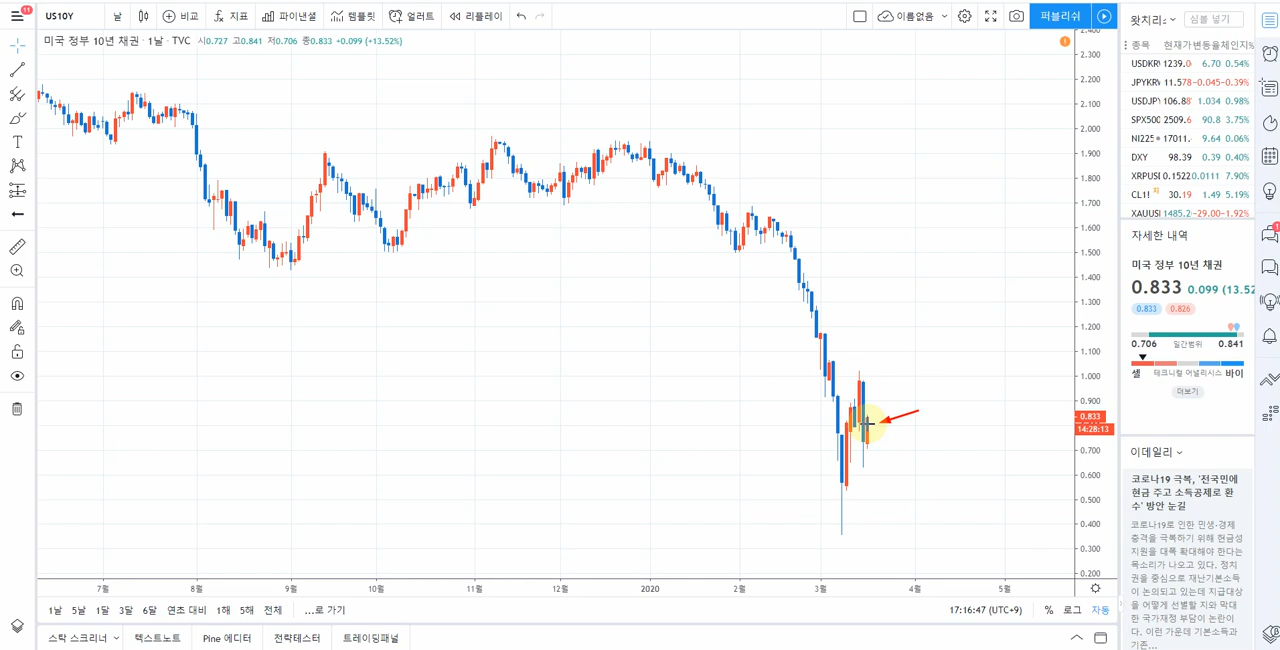 11
US10Y
날
비교
지표
파이낸셜
템플릿
얼러트
리플레이
이름없음
퍼블리쉬
미국 정부 10년 채권 · 1날 · TVC 시0.727 고0.841 저0.706 종0.833 +0.099 (+13.52%)
2.400
2.300
2.200
2.100
2.000
1.900
1.800
1.700
1.600
1.500
1.400
1.300
1.200
1.100
1.000
0.900
0.833
14:28:13
0.700
0.600
0.500
0.400
0.300
0.200
7월 8월 9월 10월 11월 12월 2020 2월 3월 4월 5월
1날 5날 1달 3달 6달 연초 대비 1해 5해 전체 ...로 가기
17:16:47 (UTC+9) % 로그 자동
스탁 스크리너 텍스트노트 Pine 에디터 전략테스터 트레이딩패널
왓치리스 심볼 넣기
종목 현재가 변동율 체인지%
USDKR 1239.0 6.70 0.54%
JPYKR 11.578 -0.045 -0.39%
USDJP 106.88 1.034 0.98%
SPX500 2509.6 90.8 3.75%
NI225 17011. 9.64 0.06%
DXY 98.39 0.39 0.40%
XRPUS 0.1522 0.0111 7.90%
CL1! 30.19 1.49 5.19%
XAUUS 1485.2 -29.00 -1.92%
자세한 내역
미국 정부 10년 채권
0.833 0.099 (13.52
0.833 0.826
0.706 일간범위 0.841
셀 테크니컬 어널리시스 바이
더보기
이데일리
코로나19 극복, '전국민에
현금 주고 소득공제로 환
수' 방안 눈길
코로나19로 인한 민생·경제
충격을 극복하기 위해 현금성
지원을 대폭 확대해야 한다는
목소리가 나오고 있다. 정치
권을 중심으로 재난기본소득
이 논의되고 있는데 지급대상
을 어떻게 선별할 지와 막대
한 국가재정 부담이 논란이
다. 이런 가운데 기본소득과
기존...
1